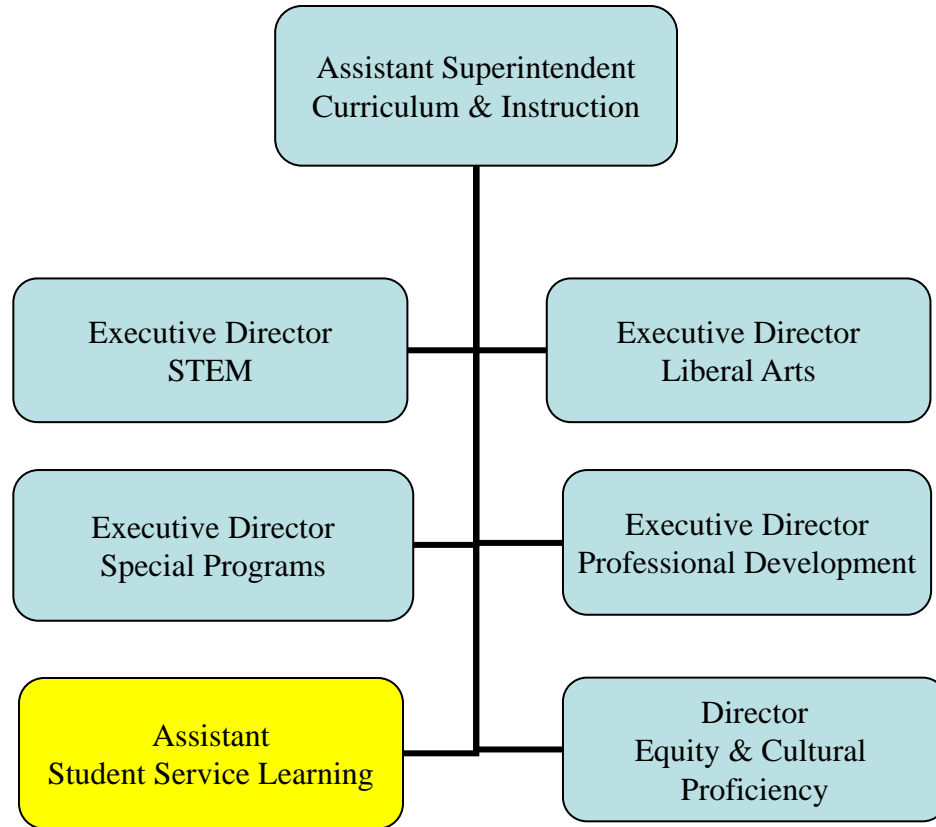 Assistant Superintendent
Curriculum & Instruction
Executive Director
STEM
Executive Director
Liberal Arts
Executive Director
Special Programs
Executive Director
Professional Development
Assistant
Student Service Learning
Director
Equity & Cultural
Proficiency